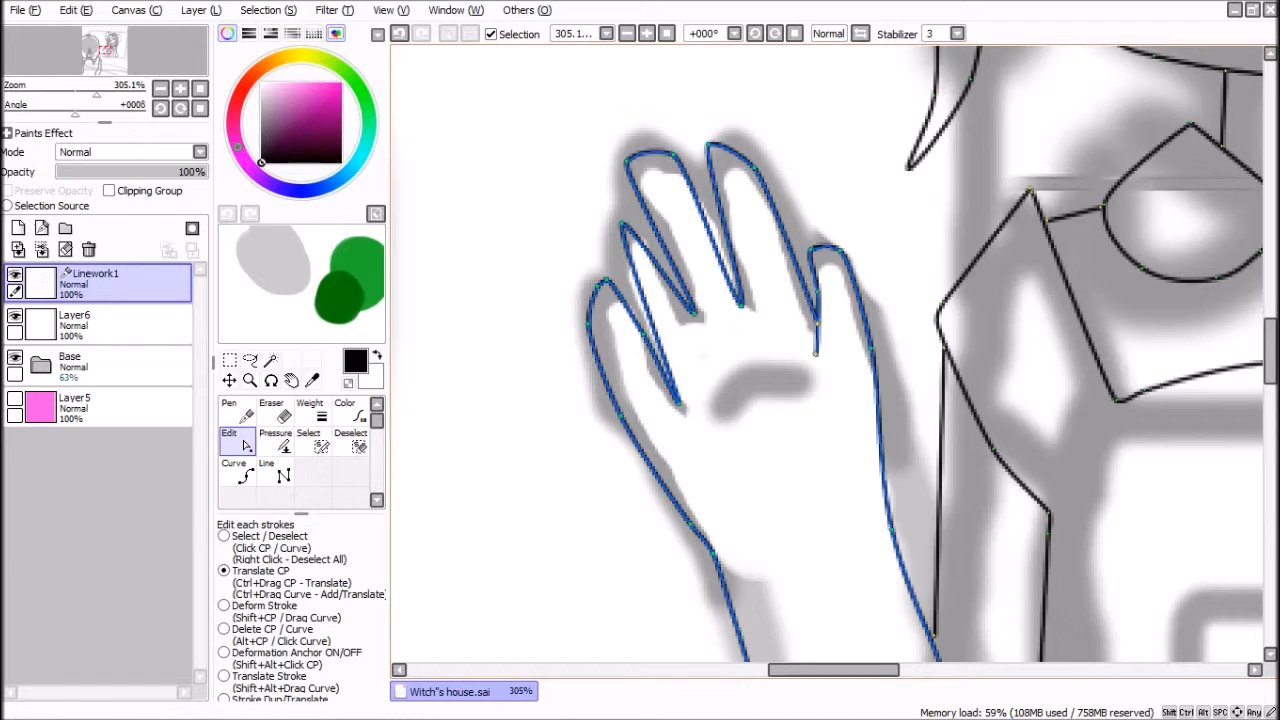 File (F) Edit (E) Canvas (C) Layer (L) Selection (S) Filter (T) View (V) Window (W) Others (O)
Selection 305.1... +000° Normal Stabilizer 3
Zoom 305.1%
Angle +0008
Paints Effect
Mode Normal
Opacity 100%
Preserve Opacity Clipping Group
Selection Source
Linework1
Normal
100%
Layer6
Normal
100%
Base
Normal
63%
Layer5
Normal
100%
Pen Eraser Weight Color
Edit Pressure Select Deselect
Curve Line
Edit each strokes
Select / Deselect
(Click CP / Curve)
(Right Click - Deselect All)
Translate CP
(Ctrl+Drag CP - Translate)
(Ctrl+Drag Curve - Add/Translate)
Deform Stroke
(Shift+CP / Drag Curve)
Delete CP / Curve
(Alt+CP / Click Curve)
Deformation Anchor ON/OFF
(Shift+Alt+Click CP)
Translate Stroke
(Shift+Alt+Drag Curve)
Stroke Dup/Translate
Witch"s house.sai 305%
Memory load: 59% (108MB used / 758MB reserved) Shift Ctrl Alt SPC Any